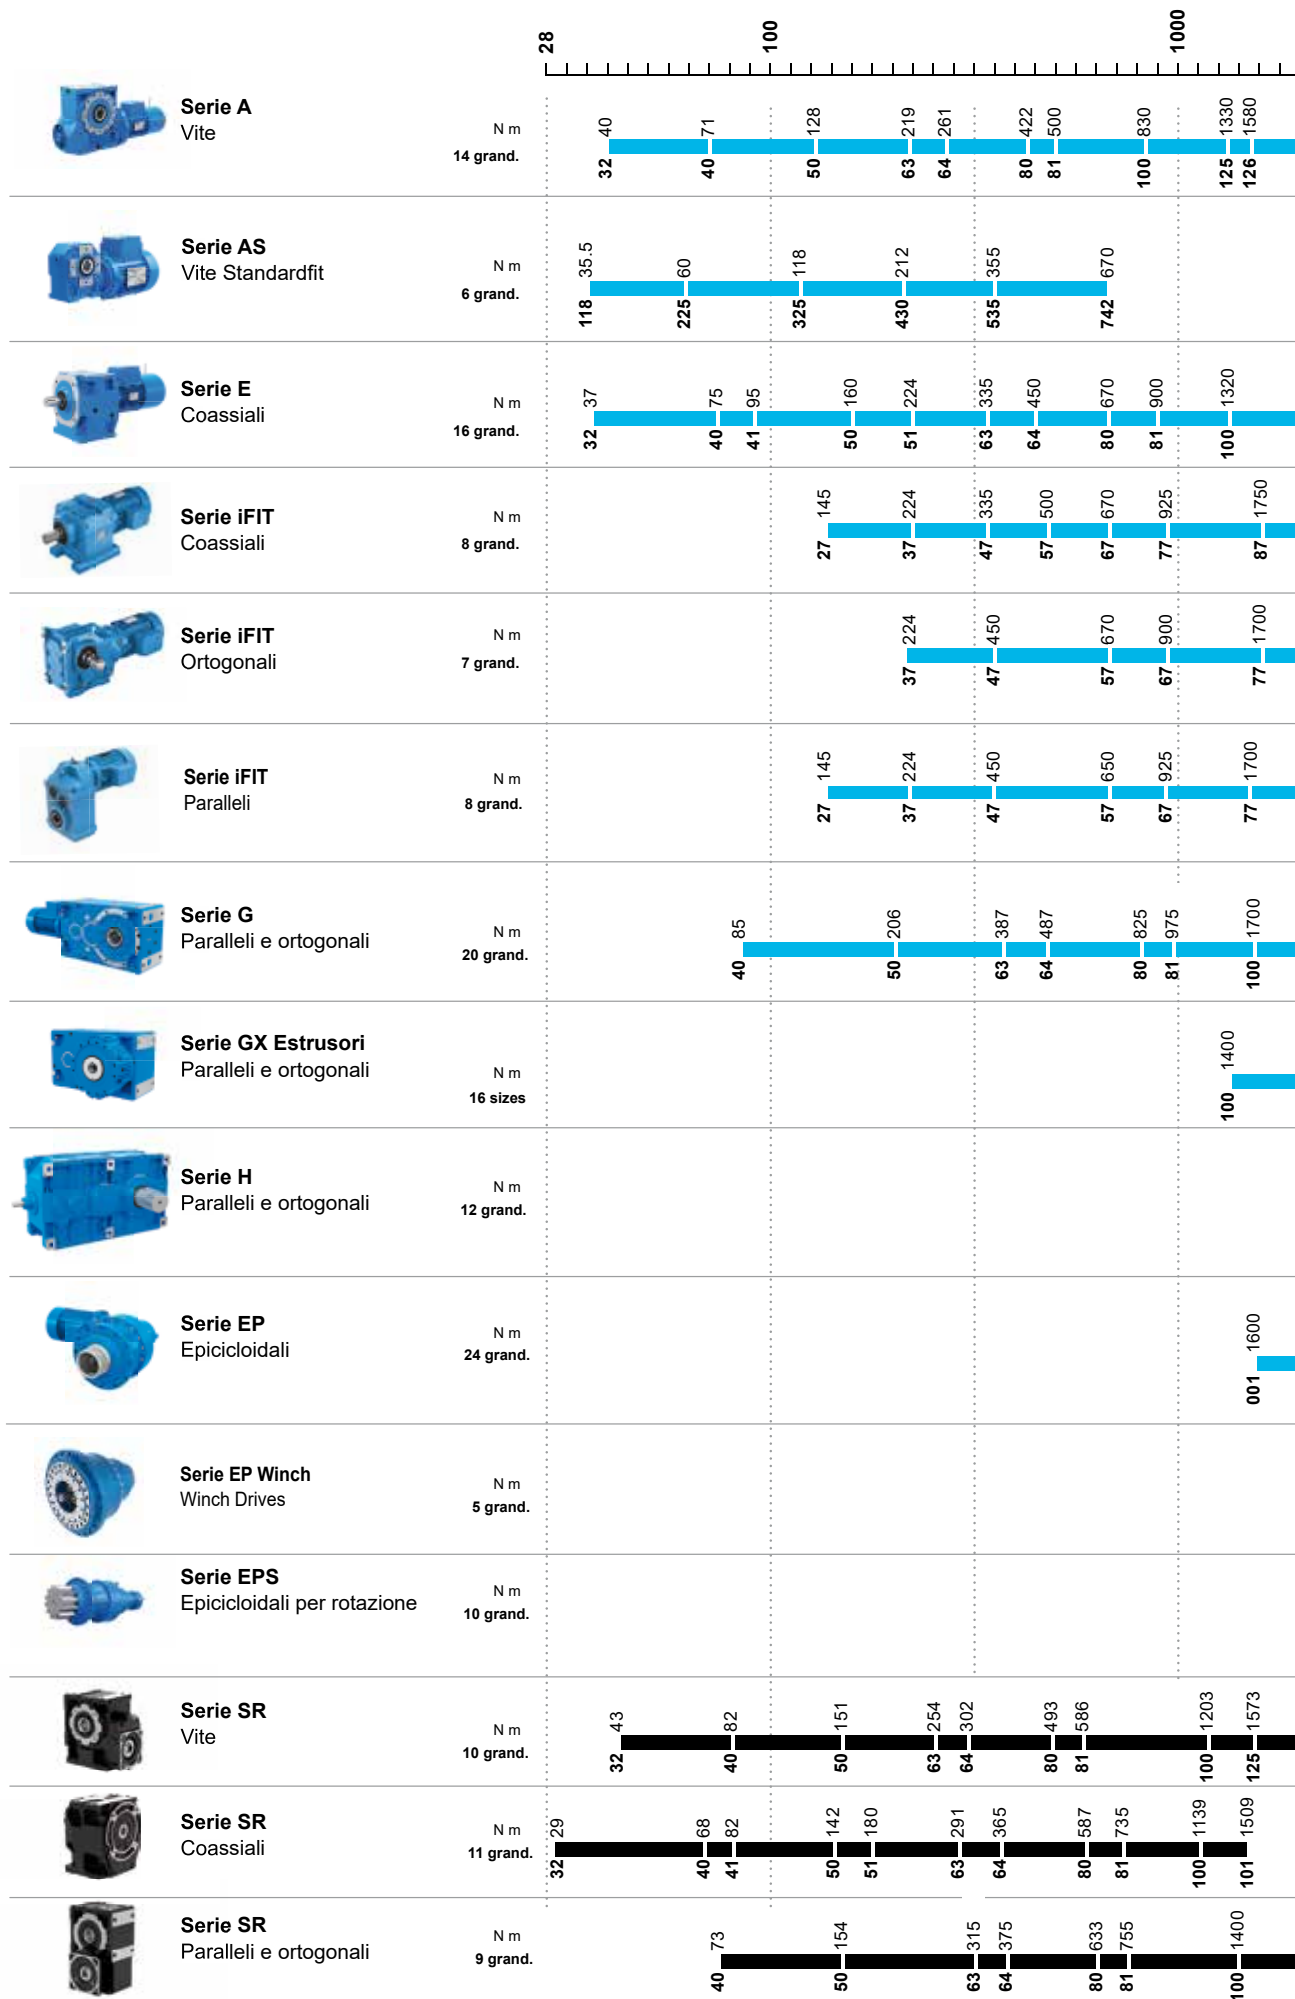 28 100 1000
Serie A
Vite
N m
14 grand.
40 71 128 219 261 422 500 830 1330 1580
32 40 50 63 64 80 81 100 125 126
Serie AS
Vite Standardfit
N m
6 grand.
35.5 60 118 212 355 670
118 225 325 430 535 742
Serie E
Coassiali
N m
16 grand.
37 75 95 160 224 335 450 670 900 1320
32 40 41 50 51 63 64 80 81 100
Serie iFIT
Coassiali
N m
8 grand.
145 224 335 500 670 925 1750
27 37 47 57 67 77 87
Serie iFIT
Ortogonali
N m
7 grand.
224 450 670 900 1700
37 47 57 67 77
Serie iFIT
Paralleli
N m
8 grand.
145 224 450 650 925 1700
27 37 47 57 67 77
Serie G
Paralleli e ortogonali
N m
20 grand.
85 206 387 487 825 975 1700
40 50 63 64 80 81 100
Serie GX Estrusori
Paralleli e ortogonali
N m
16 sizes
1400
100
Serie H
Paralleli e ortogonali
N m
12 grand.
Serie EP
Epicicloidali
N m
24 grand.
1600
001
Serie EP Winch
Winch Drives
N m
5 grand.
Serie EPS
Epicicloidali per rotazione
N m
10 grand.
Serie SR
Vite
N m
10 grand.
43 82 151 254 302 493 586 1203 1573
32 40 50 63 64 80 81 100 125
Serie SR
Coassiali
N m
11 grand.
29 68 82 142 180 291 365 587 735 1139 1509
32 40 41 50 51 63 64 80 81 100 101
Serie SR
Paralleli e ortogonali
N m
9 grand.
73 154 315 375 633 755 1400
40 50 63 64 80 81 100